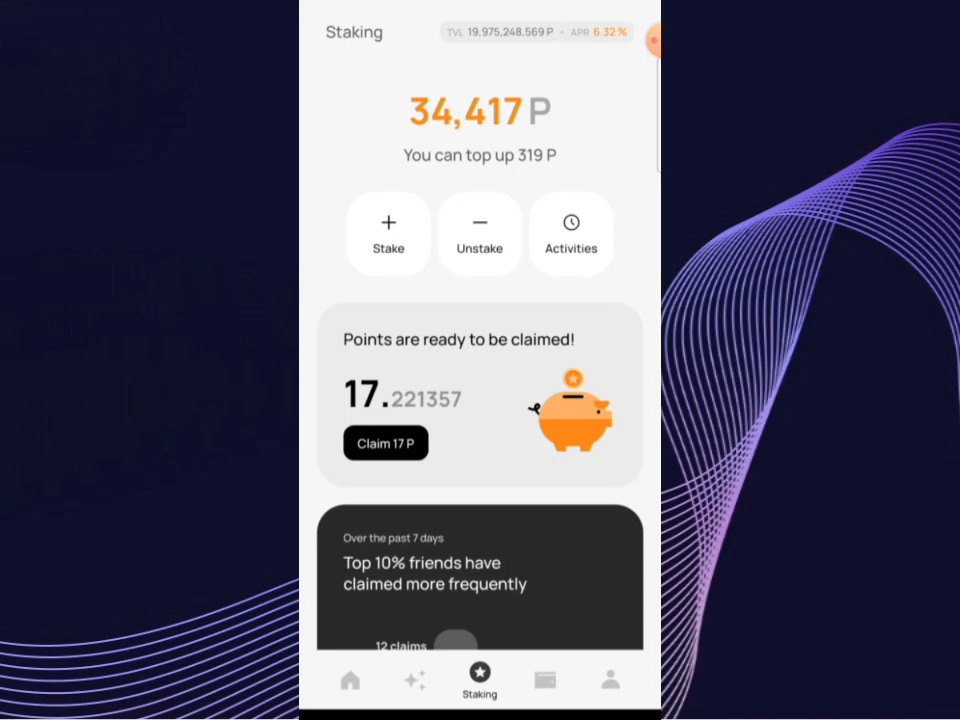 Staking
TVL 19,975,248,569 P • APR 6.32 %
34,417 P
You can top up 319 P
Stake
Unstake
Activities
Points are ready to be claimed!
17.221357
Claim 17 P
Over the past 7 days
Top 10% friends have
claimed more frequently
12 claims
Staking